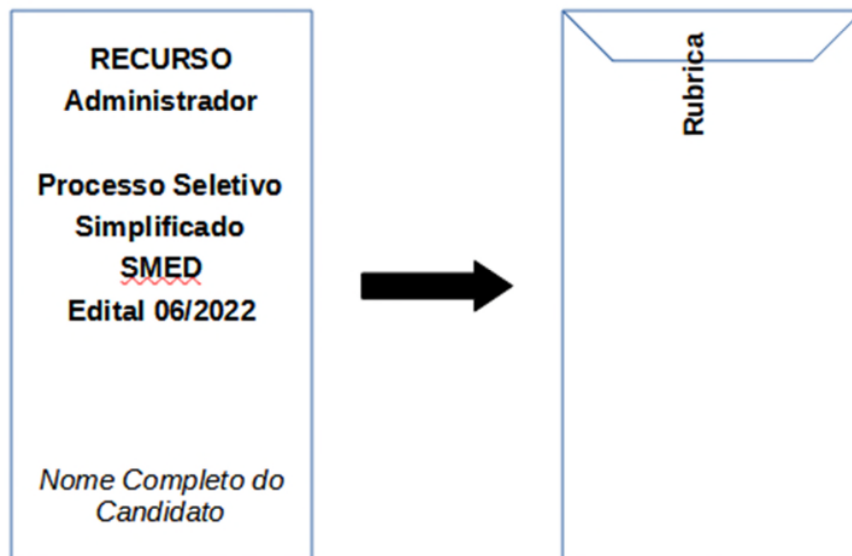 RECURSO
Administrador
Processo Seletivo
Simplificado
SMED
Edital 06/2022
Nome Completo do
Candidato
Rubrica